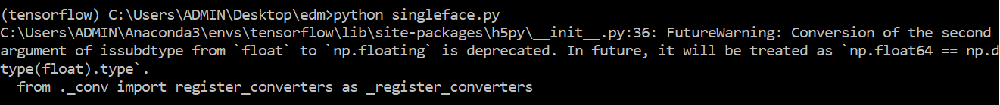 (tensorflow) C:\Users\ADMIN\Desktop\edm>python singleface.py
C:\Users\ADMIN\Anaconda3\envs\tensorflow\lib\site-packages\h5py\__init__.py:36: FutureWarning: Conversion of the second
argument of issubdtype from `float` to `np.floating` is deprecated. In future, it will be treated as `np.float64 == np.d
type(float).type`.
  from ._conv import register_converters as _register_converters